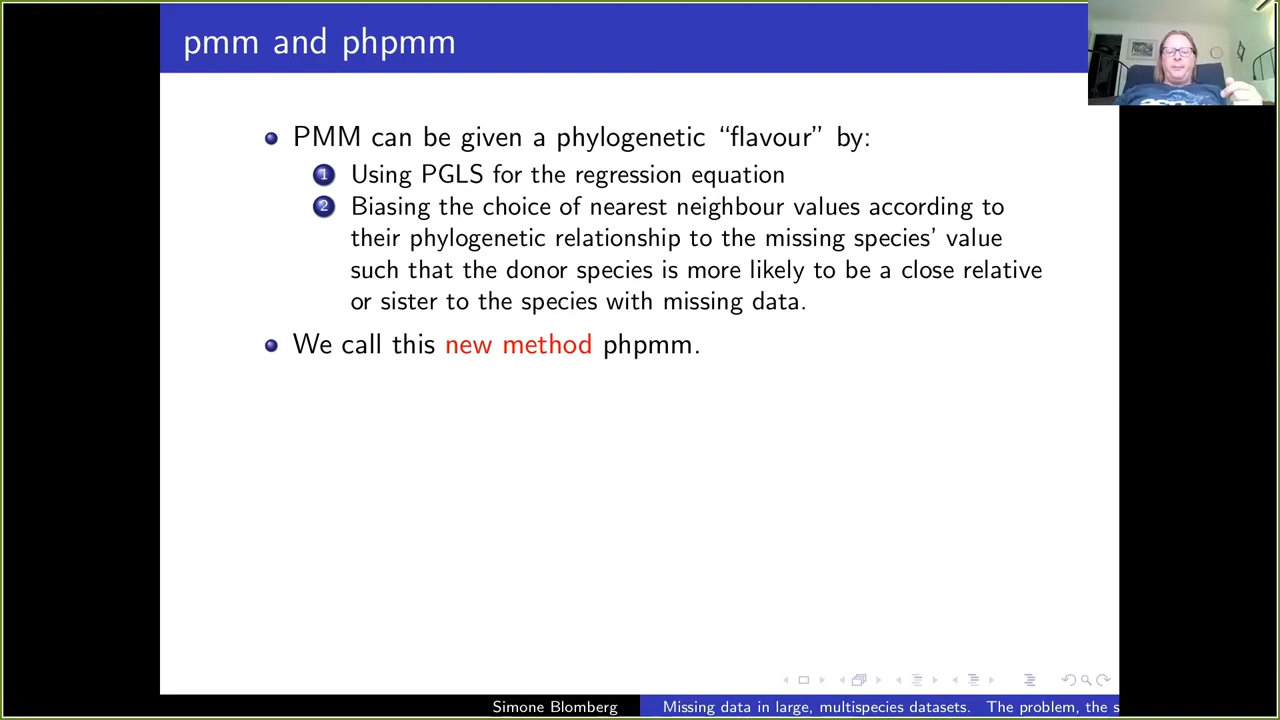 pmm and phpmm
PMM can be given a phylogenetic “flavour” by:
1 Using PGLS for the regression equation
2 Biasing the choice of nearest neighbour values according to
their phylogenetic relationship to the missing species’ value
such that the donor species is more likely to be a close relative
or sister to the species with missing data.
We call this new method phpmm.
Simone Blomberg
Missing data in large, multispecies datasets. The problem, the s